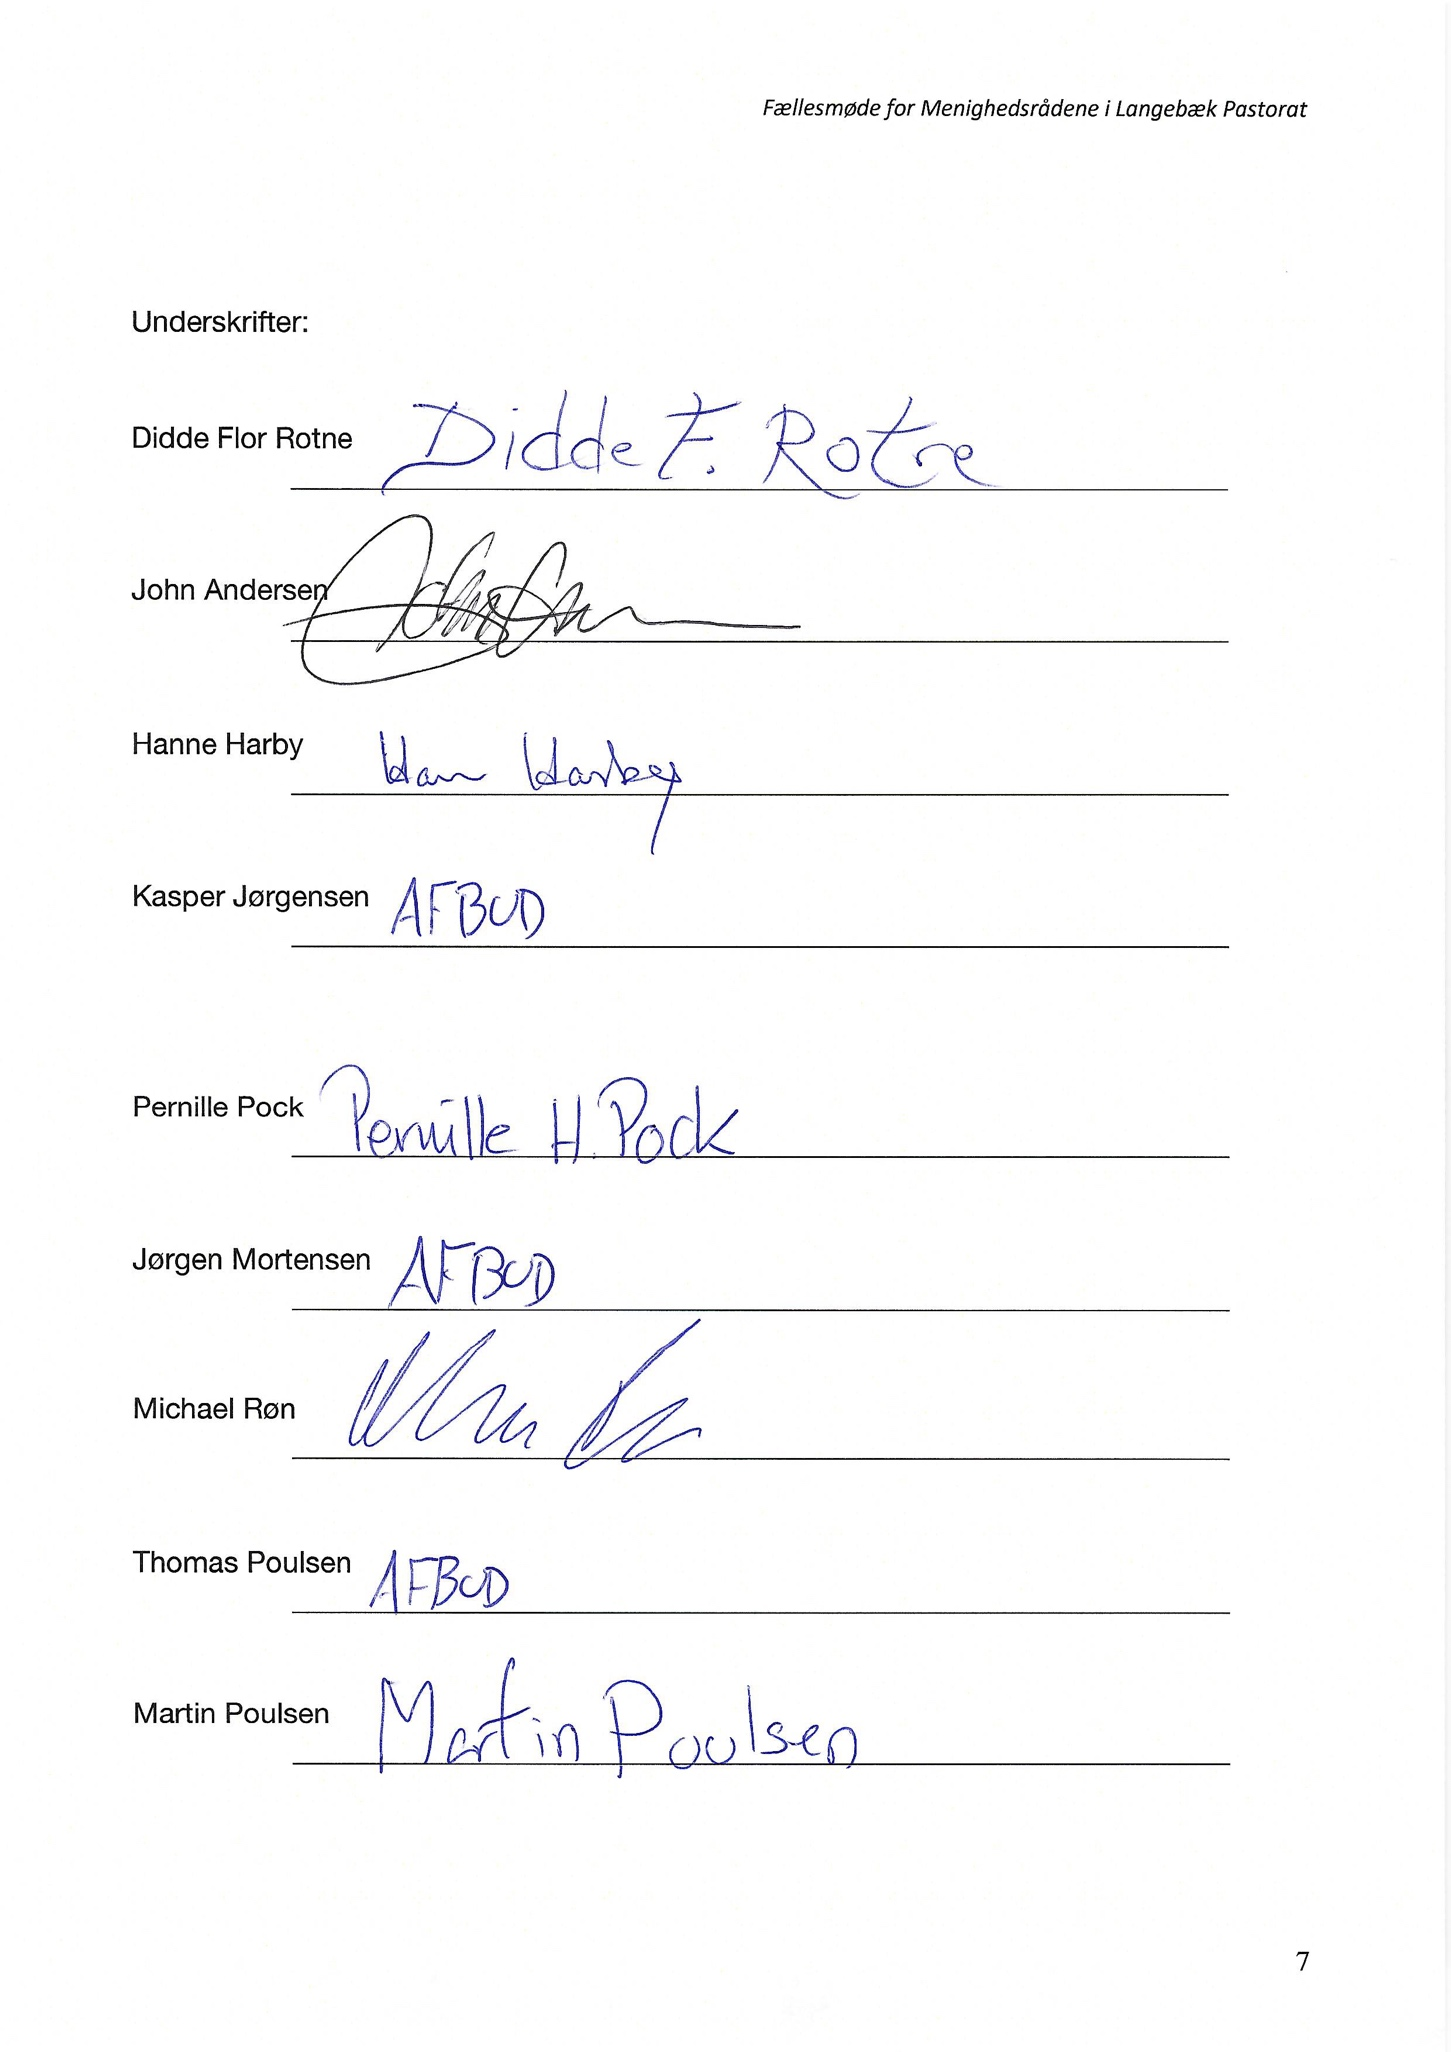 Fællesmøde for Menighedsrådene i Langebæk Pastorat
Underskrifter:
Didde Flor Rotne Didde F. Rotne
John Andersen
Hanne Harby Harby
Kasper Jørgensen AFBUD
Pernille Pock Pernille H. Pock
Jørgen Mortensen AFBUD
Michael Røn
Thomas Poulsen AFBUD
Martin Poulsen Martin Poulsen
7